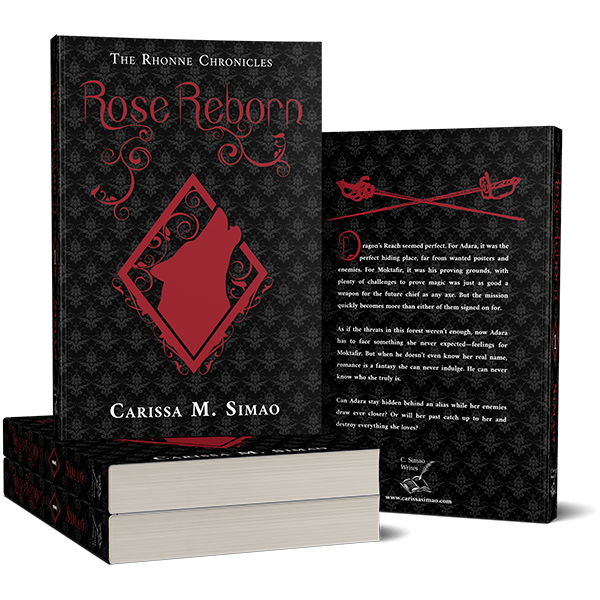 THE RHONNE CHRONICLES
Rose Reborn
CARISSA M. SIMAO
CARISSA M. SIMAO
SIMAO
SIMAO
Dragon's Reach seemed perfect. For Adara, it was the
perfect hiding place, far from wanted posters and
enemies. For Moktafir, it was his proving grounds, with
plenty of challenges to prove magic was just as good a
weapon for the future chief as any axe. But the mission
quickly becomes more than either of them signed on for.
As if the threats in this forest weren't enough, now Adara
has to face something she never expected—feelings for
Moktafir. But when he doesn't even know her real name,
romance is a fantasy she can never indulge. He can never
know who she truly is.
Can Adara stay hidden behind an alias while her enemies
draw ever closer? Or will her past catch up to her and
destroy everything she loves?
C. Simao
Writes
www.carissasimao.com